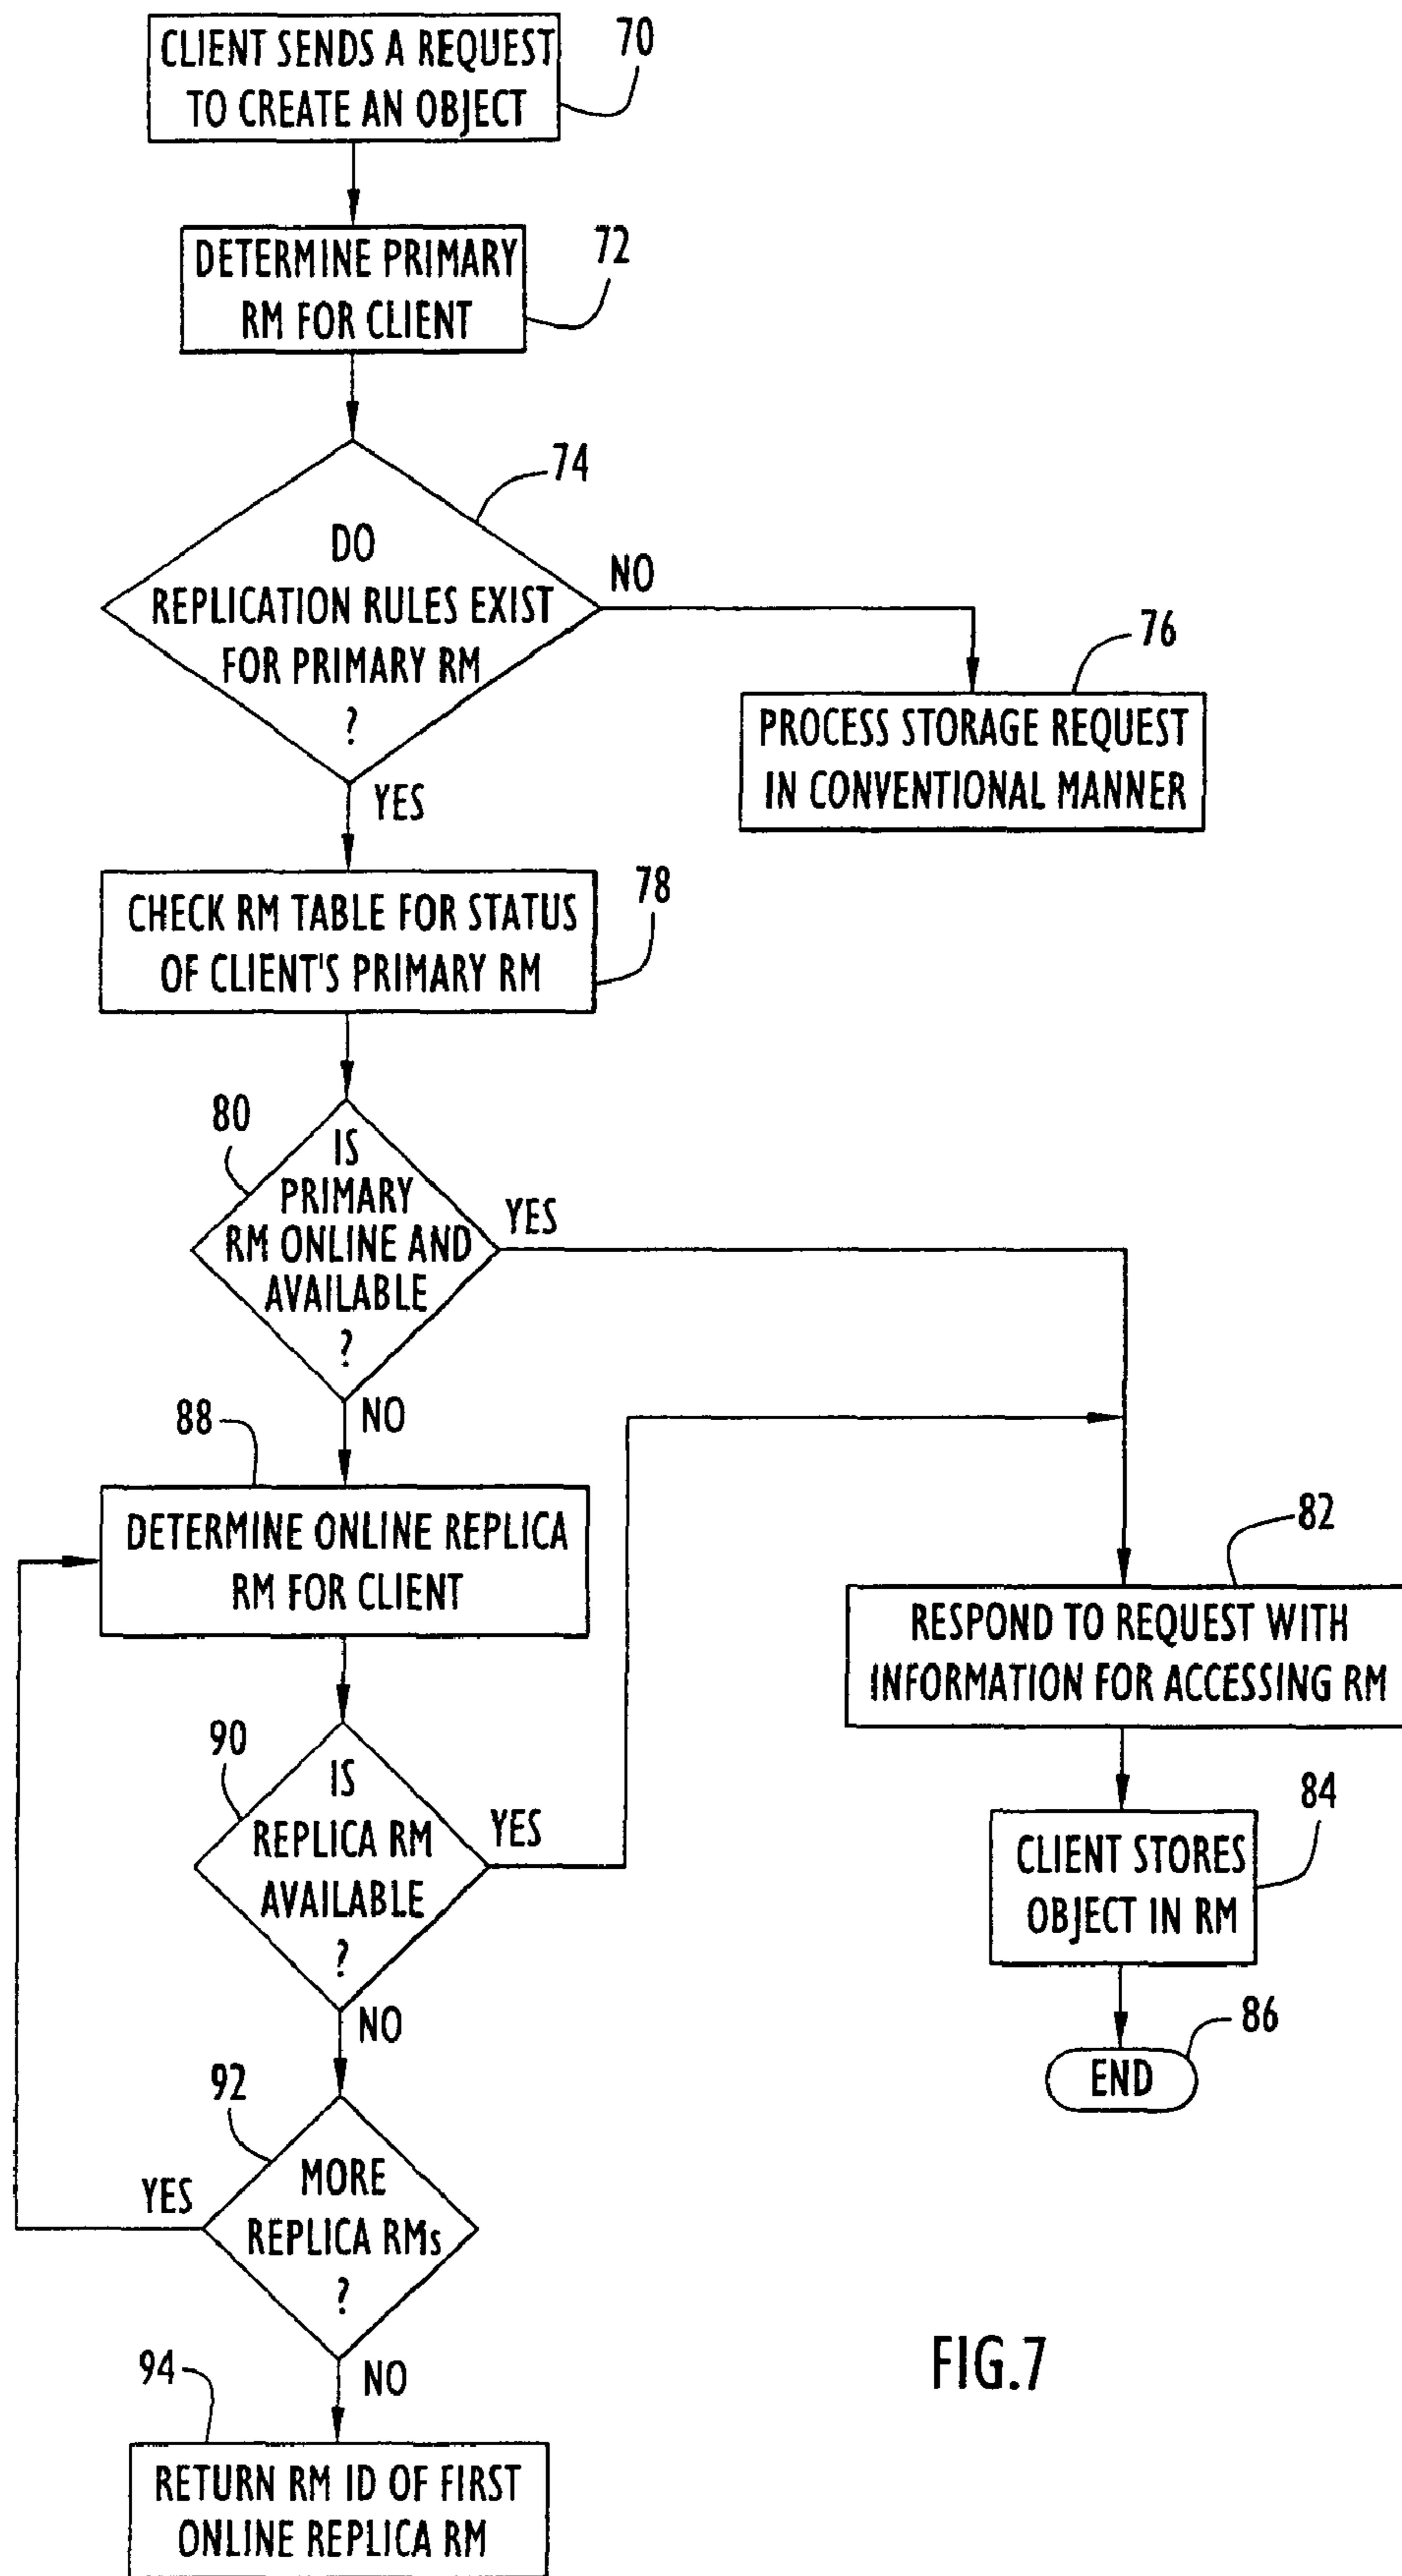 CLIENT SENDS A REQUEST
TO CREATE AN OBJECT
70
DETERMINE PRIMARY
RM FOR CLIENT
72
74
DO
REPLICATION RULES EXIST
FOR PRIMARY RM
?
NO
YES
76
PROCESS STORAGE REQUEST
IN CONVENTIONAL MANNER
78
CHECK RM TABLE FOR STATUS
OF CLIENT'S PRIMARY RM
80
IS
PRIMARY
RM ONLINE AND
AVAILABLE
?
YES
NO
88
DETERMINE ONLINE REPLICA
RM FOR CLIENT
82
RESPOND TO REQUEST WITH
INFORMATION FOR ACCESSING RM
90
IS
REPLICA RM
AVAILABLE
?
YES
NO
84
CLIENT STORES
OBJECT IN RM
86
END
92
MORE
REPLICA RMs
?
YES
NO
94
RETURN RM ID OF FIRST
ONLINE REPLICA RM
FIG.7